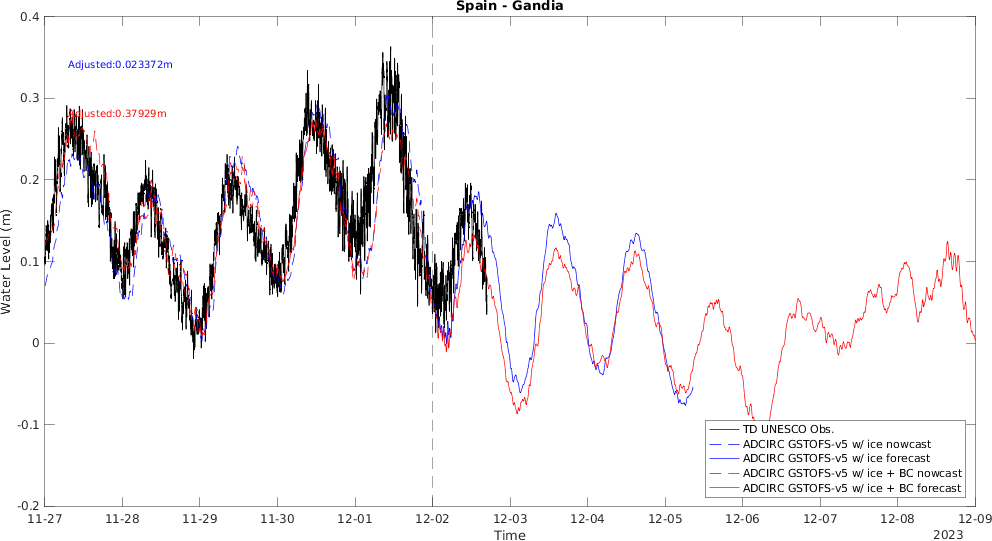 Spain - Gandia
Adjusted:0.023372m
Adjusted:0.37929m
Water Level (m)
0.4
0.3
0.2
0.1
0
-0.1
-0.2
11-27 11-28 11-29 11-30 12-01 12-02 12-03 12-04 12-05 12-06 12-07 12-08 12-09
Time
2023
TD UNESCO Obs.
ADCIRC GSTOFS-v5 w/ ice nowcast
ADCIRC GSTOFS-v5 w/ ice forecast
ADCIRC GSTOFS-v5 w/ ice + BC nowcast
ADCIRC GSTOFS-v5 w/ ice + BC forecast